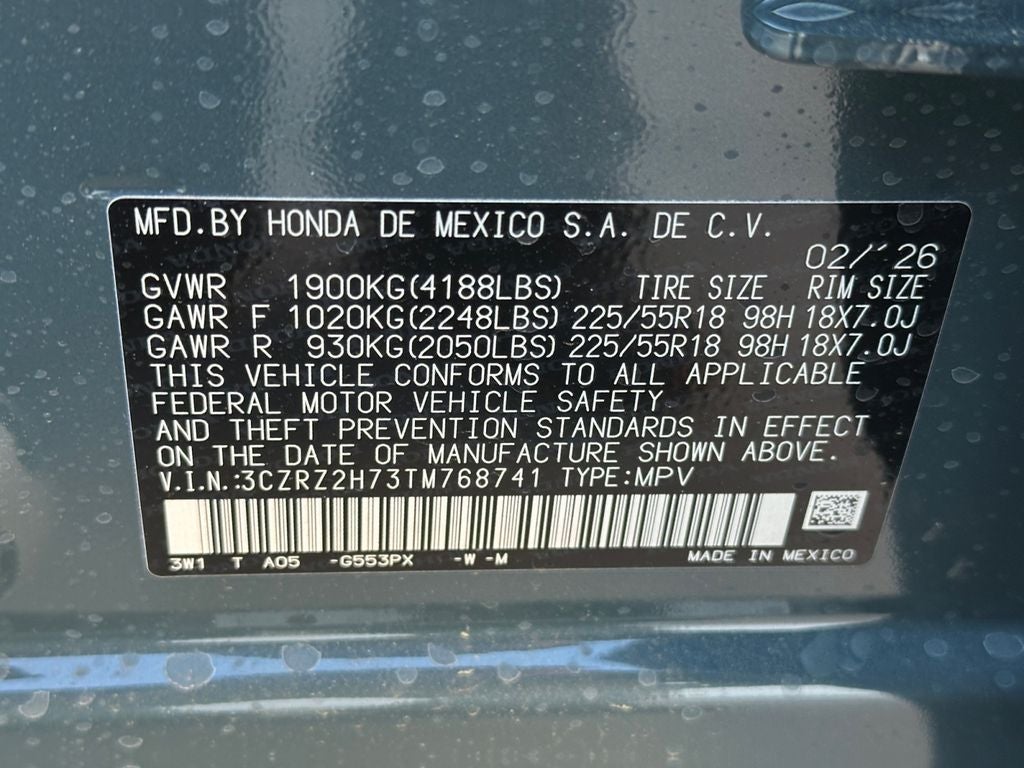 MFD.BY HONDA DE MEXICO S.A. DE C.V.
02/'26
GVWR 1900KG(4188LBS) TIRE SIZE RIM SIZE
GAWR F 1020KG(2248LBS) 225/55R18 98H 18X7.0J
GAWR R 930KG(2050LBS) 225/55R18 98H 18X7.0J
THIS VEHICLE CONFORMS TO ALL APPLICABLE
FEDERAL MOTOR VEHICLE SAFETY
AND THEFT PREVENTION STANDARDS IN EFFECT
ON THE DATE OF MANUFACTURE SHOWN ABOVE.
V.I.N.:3CZRZ2H73TM768741 TYPE:MPV
3W1 T A05 -G553PX -W -M MADE IN MEXICO